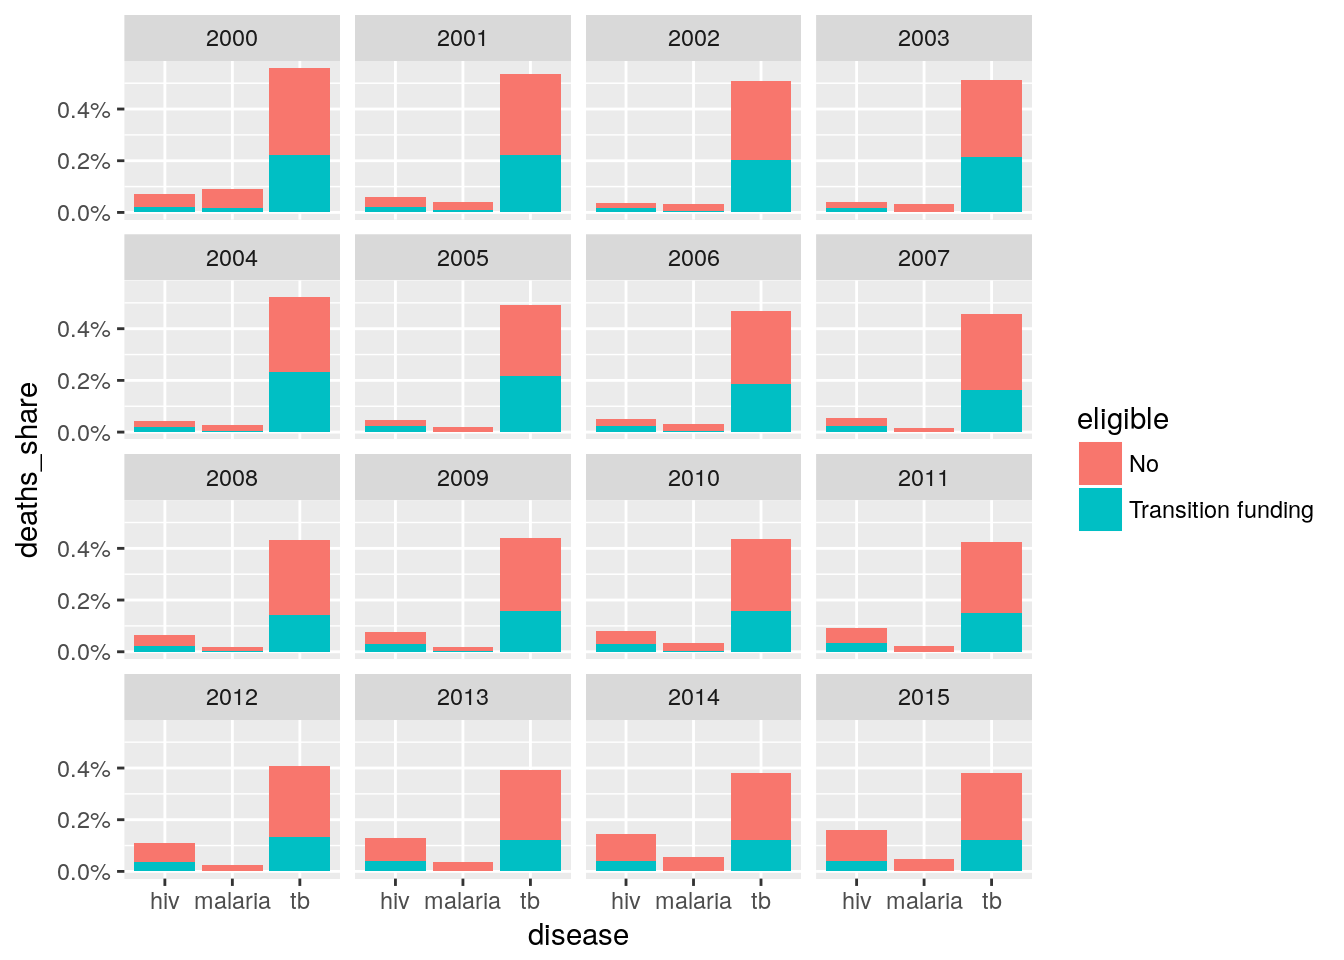 2000 2001 2002 2003
0.4%
0.2%
0.0%
2004 2005 2006 2007
0.4%
0.2%
0.0%
2008 2009 2010 2011
0.4%
0.2%
0.0%
2012 2013 2014 2015
0.4%
0.2%
0.0%
hiv malaria tb hiv malaria tb hiv malaria tb hiv malaria tb
disease
deaths_share
eligible
No
Transition funding